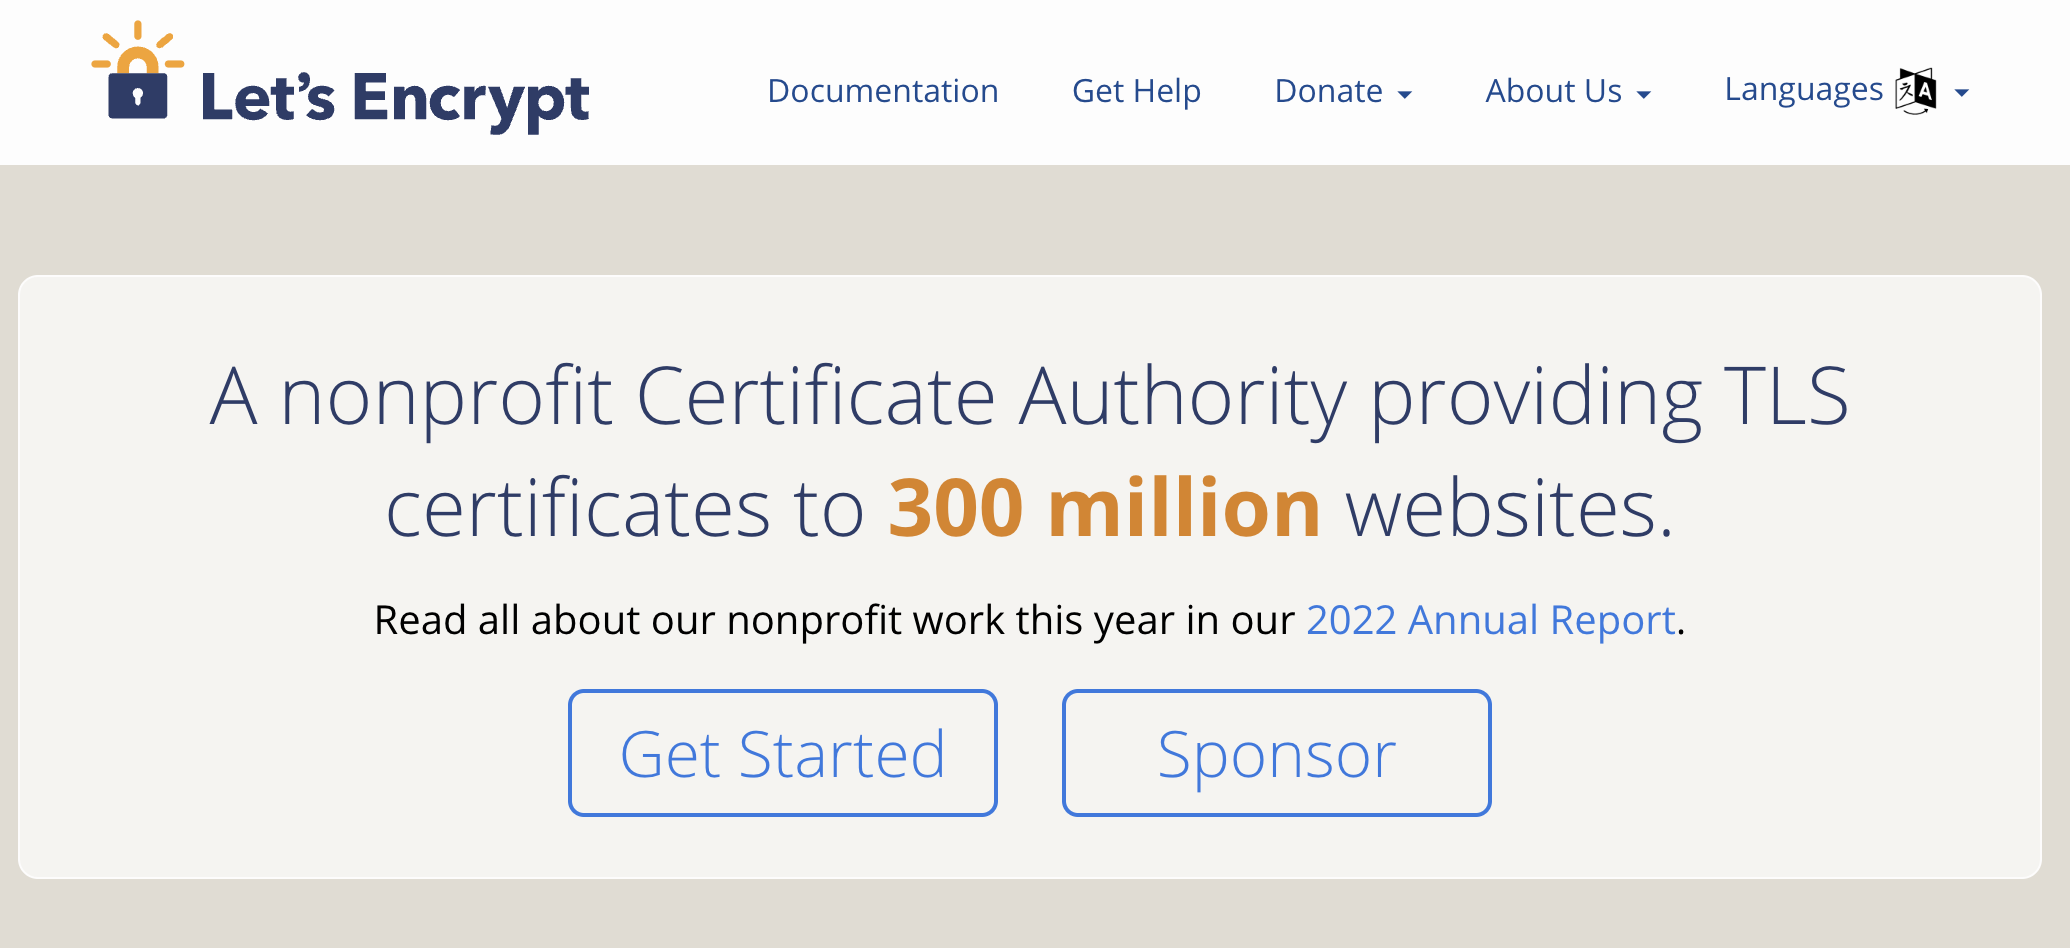 Let's Encrypt
Documentation
Get Help
Donate
About Us
Languages
A nonprofit Certificate Authority providing TLS
certificates to 300 million websites.
Read all about our nonprofit work this year in our 2022 Annual Report.
Get Started
Sponsor